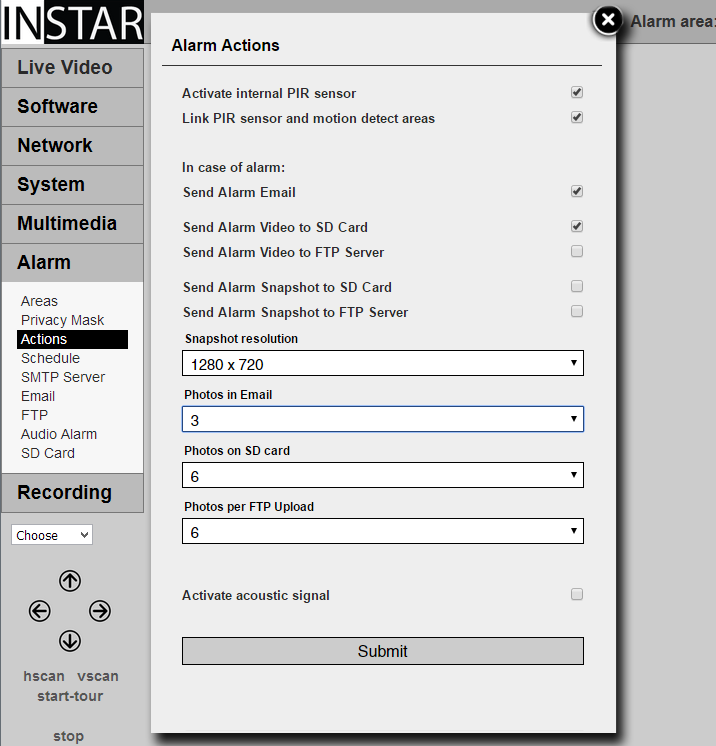 INSTAR
Live Video
Software
Network
System
Multimedia
Alarm
Areas
Privacy Mask
Actions
Schedule
SMTP Server
Email
FTP
Audio Alarm
SD Card
Recording
Choose
hscan vscan
start-tour
stop
Alarm Actions
Activate internal PIR sensor
Link PIR sensor and motion detect areas
In case of alarm:
Send Alarm Email
Send Alarm Video to SD Card
Send Alarm Video to FTP Server
Send Alarm Snapshot to SD Card
Send Alarm Snapshot to FTP Server
Snapshot resolution
1280 x 720
Photos in Email
3
Photos on SD card
6
Photos per FTP Upload
6
Activate acoustic signal
Submit
Alarm area: